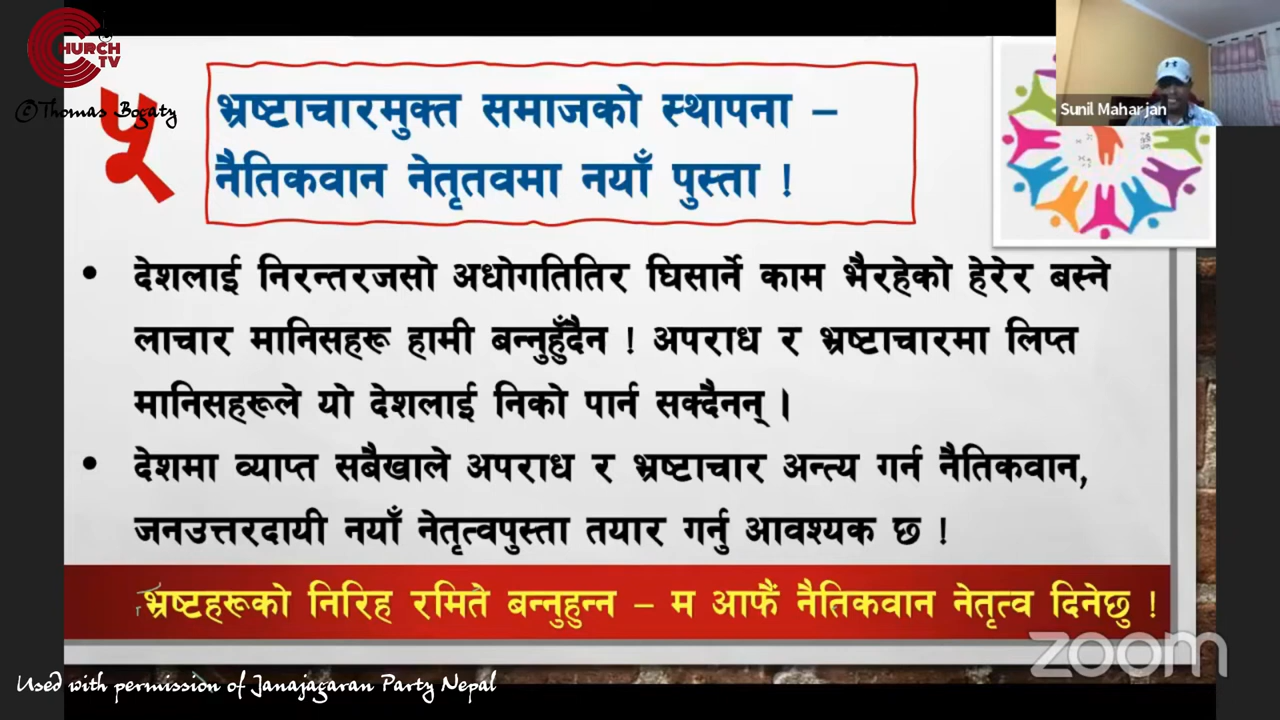 CHURCH
TV
©Thomas Bogaty
Sunil Maharjan
५
भ्रष्टाचारमुक्त समाजको स्थापना –
नैतिकवान नेतृतवमा नयाँ पुस्ता !
• देशलाई निरन्तरजसो अधोगतितिर घिसार्ने काम भैरहेको हेरेर बस्ने
लाचार मानिसहरू हामी बन्नुहुँदैन ! अपराध र भ्रष्टाचारमा लिप्त
मानिसहरूले यो देशलाई निको पार्न सक्दैनन् ।
• देशमा व्याप्त सबैखाले अपराध र भ्रष्टाचार अन्त्य गर्न नैतिकवान,
जनउत्तरदायी नयाँ नेतृत्वपुस्ता तयार गर्नु आवश्यक छ !
भ्रष्टहरूको निरिह रमिते बन्नुहुन्न – म आफैं नैतिकवान नेतृत्व दिनेछु !
zoom
Used with permission of Janajagaran Party Nepal